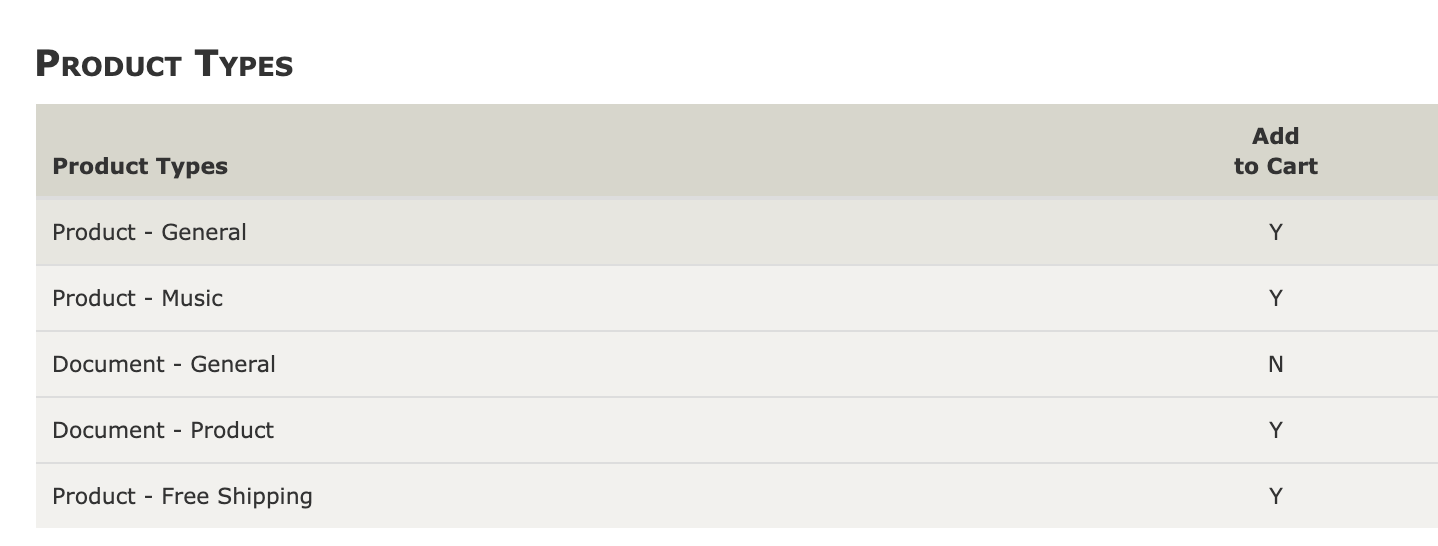 Product Types
Product Types
Add
to Cart
Product - General
Y
Product - Music
Y
Document - General
N
Document - Product
Y
Product - Free Shipping
Y